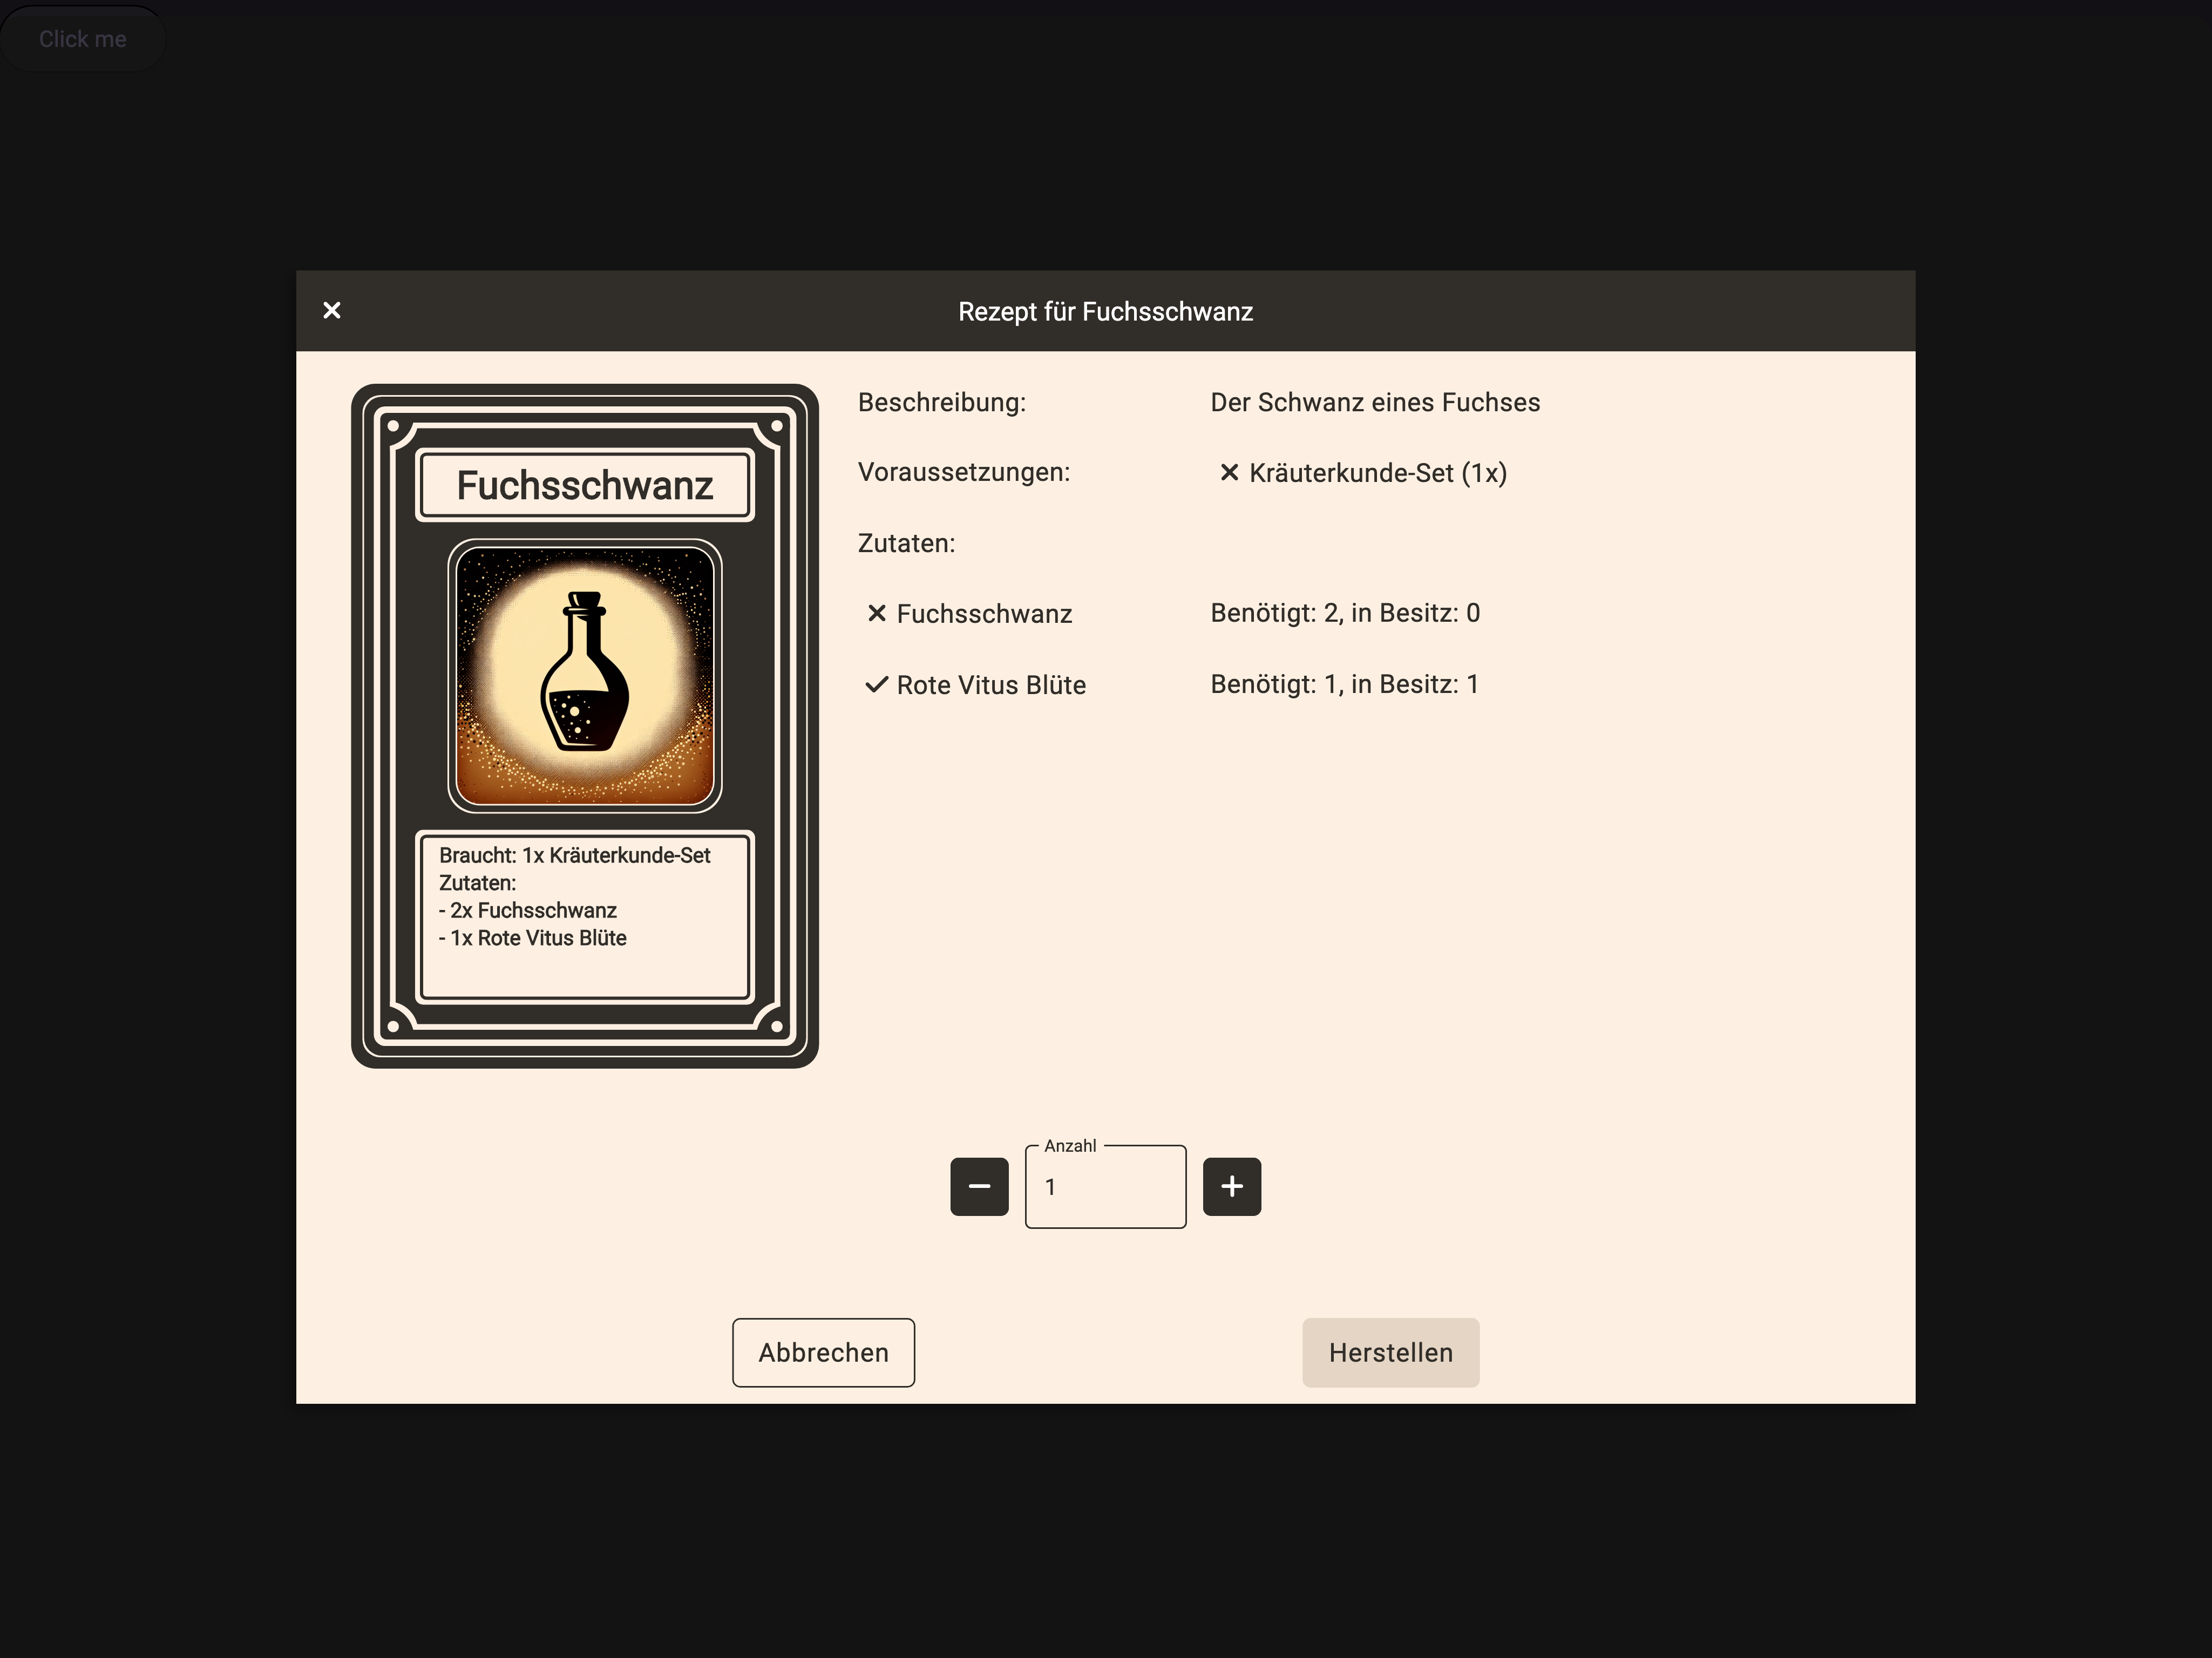 Click me
Rezept für Fuchsschwanz
Fuchsschwanz
Braucht: 1x Kräuterkunde-Set
Zutaten:
- 2x Fuchsschwanz
- 1x Rote Vitus Blüte
Beschreibung: Der Schwanz eines Fuchses
Voraussetzungen: Kräuterkunde-Set (1x)
Zutaten:
Fuchsschwanz Benötigt: 2, in Besitz: 0
Rote Vitus Blüte Benötigt: 1, in Besitz: 1
Anzahl
1
Abbrechen Herstellen